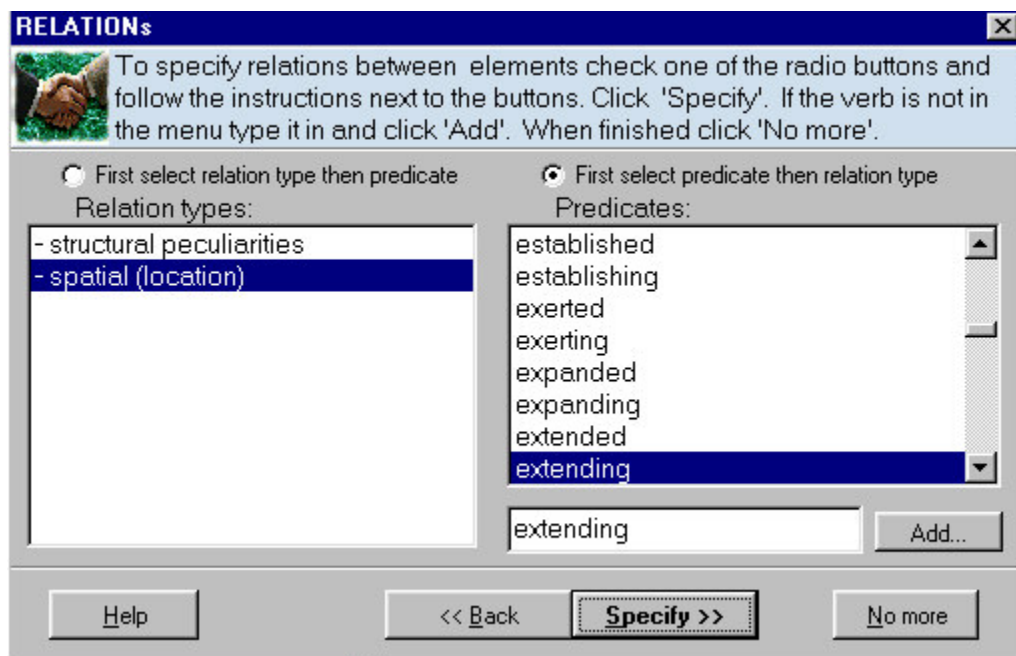 RELATIONs
To specify relations between elements check one of the radio buttons and
follow the instructions next to the buttons. Click 'Specify'. If the verb is not in
the menu type it in and click 'Add'. When finished click 'No more'.
First select relation type then predicate
First select predicate then relation type
Relation types:
Predicates:
- structural peculiarities
- spatial (location)
established
establishing
exerted
exerting
expanded
expanding
extended
extending
extending
Add...
Help
<< Back
Specify >>
No more